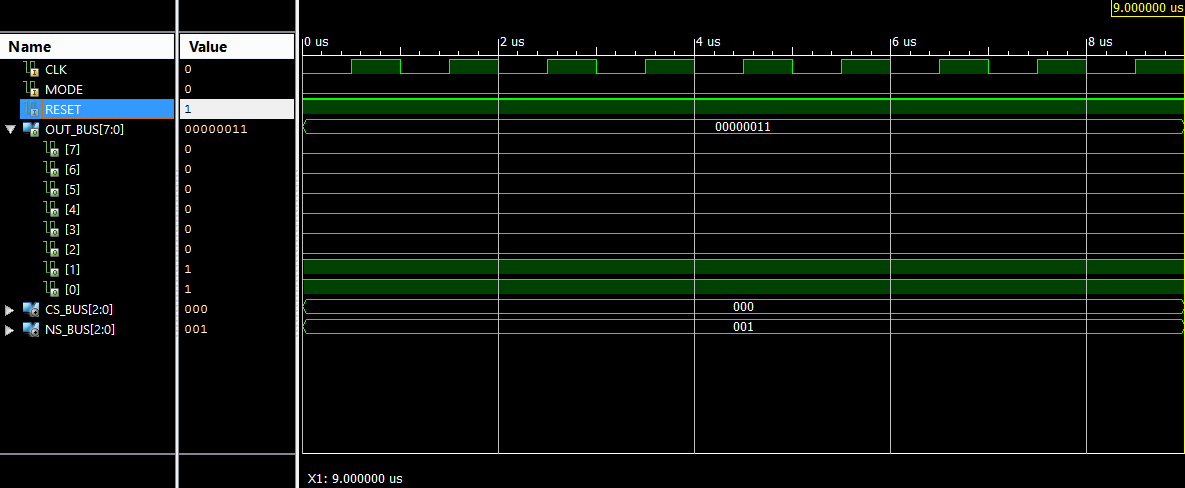 9.000000 us
Name Value 0 us 2 us 4 us 6 us 8 us
CLK 0
MODE 0
RESET 1
OUT_BUS[7:0] 00000011 00000011
[7] 0
[6] 0
[5] 0
[4] 0
[3] 0
[2] 0
[1] 1
[0] 1
CS_BUS[2:0] 000 000
NS_BUS[2:0] 001 001
X1: 9.000000 us